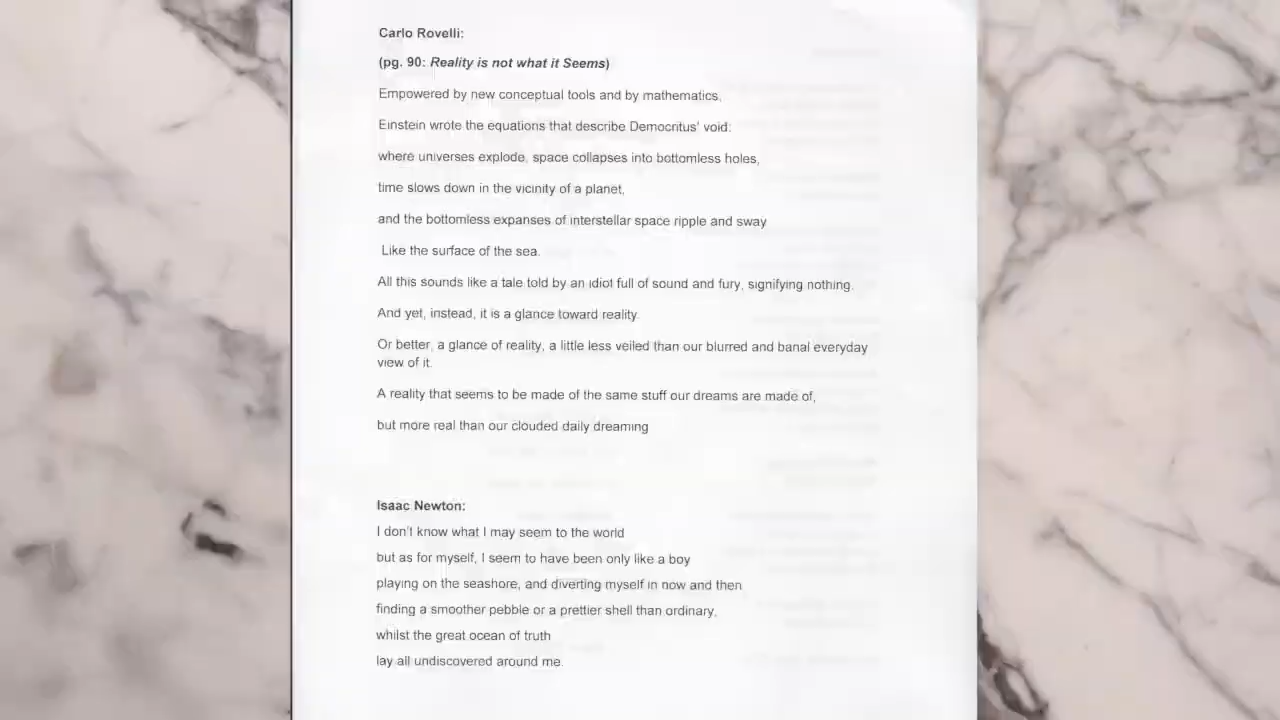 Carlo Rovelli:
(pg. 90: Reality is not what it Seems)
Empowered by new conceptual tools and by mathematics,
Einstein wrote the equations that describe Democritus' void:
where universes explode, space collapses into bottomless holes,
time slows down in the vicinity of a planet,
and the bottomless expanses of interstellar space ripple and sway
Like the surface of the sea.
All this sounds like a tale told by an idiot full of sound and fury, signifying nothing.
And yet, instead, it is a glance toward reality.
Or better, a glance of reality, a little less veiled than our blurred and banal everyday
view of it.
A reality that seems to be made of the same stuff our dreams are made of,
but more real than our clouded daily dreaming
Isaac Newton:
I don't know what I may seem to the world
but as for myself, I seem to have been only like a boy
playing on the seashore, and diverting myself in now and then
finding a smoother pebble or a prettier shell than ordinary,
whilst the great ocean of truth
lay all undiscovered around me.